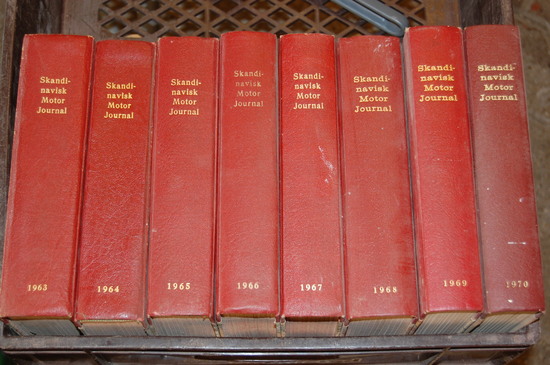 Skandi-
navisk
Motor
Journal
1963
Skandi-
navisk
Motor
Journal
1964
Skandi-
navisk
Motor
Journal
1965
Skandi-
navisk
Motor
Journal
1966
Skandi-
navisk
Motor
Journal
1967
Skandi-
navisk
Motor
Journal
1968
Skandi-
navisk
Motor
Journal
1969
Skandi-
navisk
Motor
Journal
1970